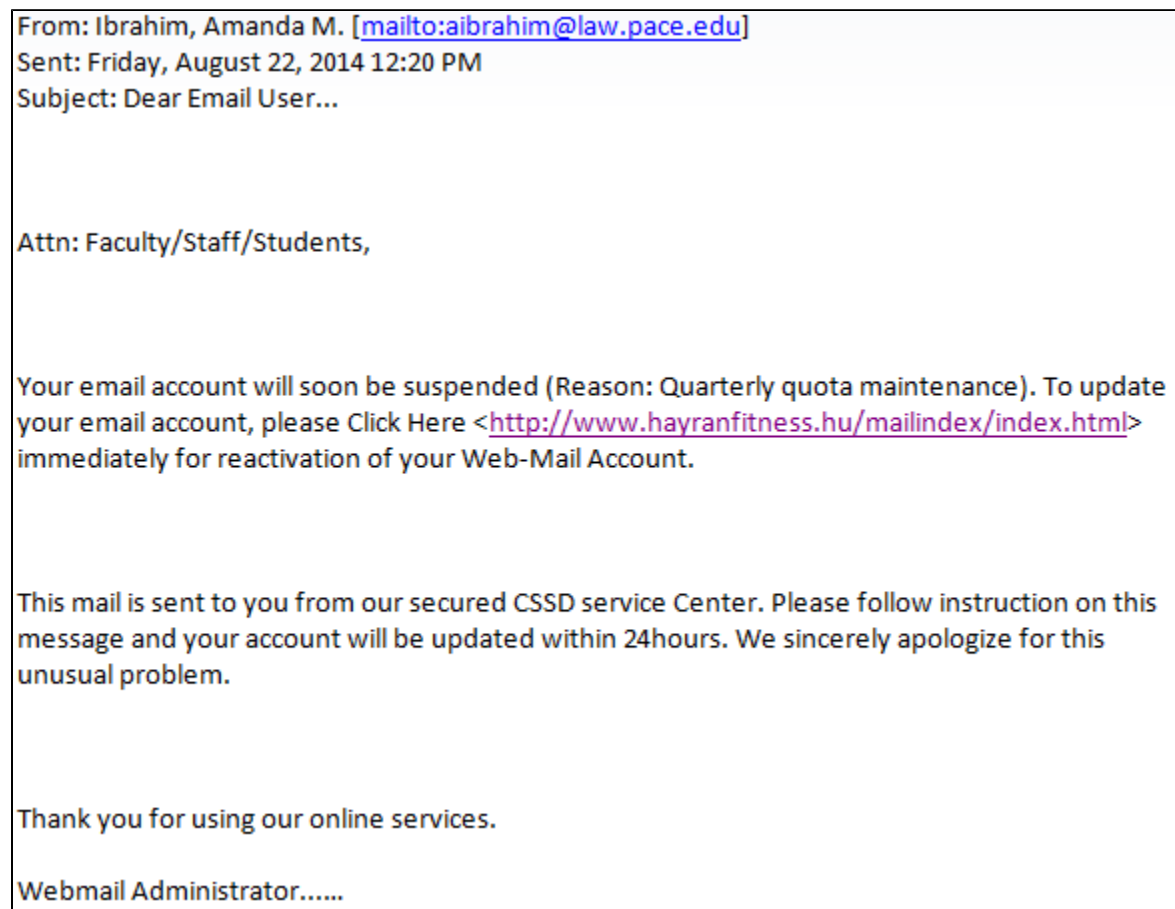 From: Ibrahim, Amanda M. [mailto:aibrahim@law.pace.edu]
Sent: Friday, August 22, 2014 12:20 PM
Subject: Dear Email User...
Attn: Faculty/Staff/Students,
Your email account will soon be suspended (Reason: Quarterly quota maintenance). To update
your email account, please Click Here <http://www.hayranfitness.hu/mailindex/index.html>
immediately for reactivation of your Web-Mail Account.
This mail is sent to you from our secured CSSD service Center. Please follow instruction on this
message and your account will be updated within 24hours. We sincerely apologize for this
unusual problem.
Thank you for using our online services.
Webmail Administrator......